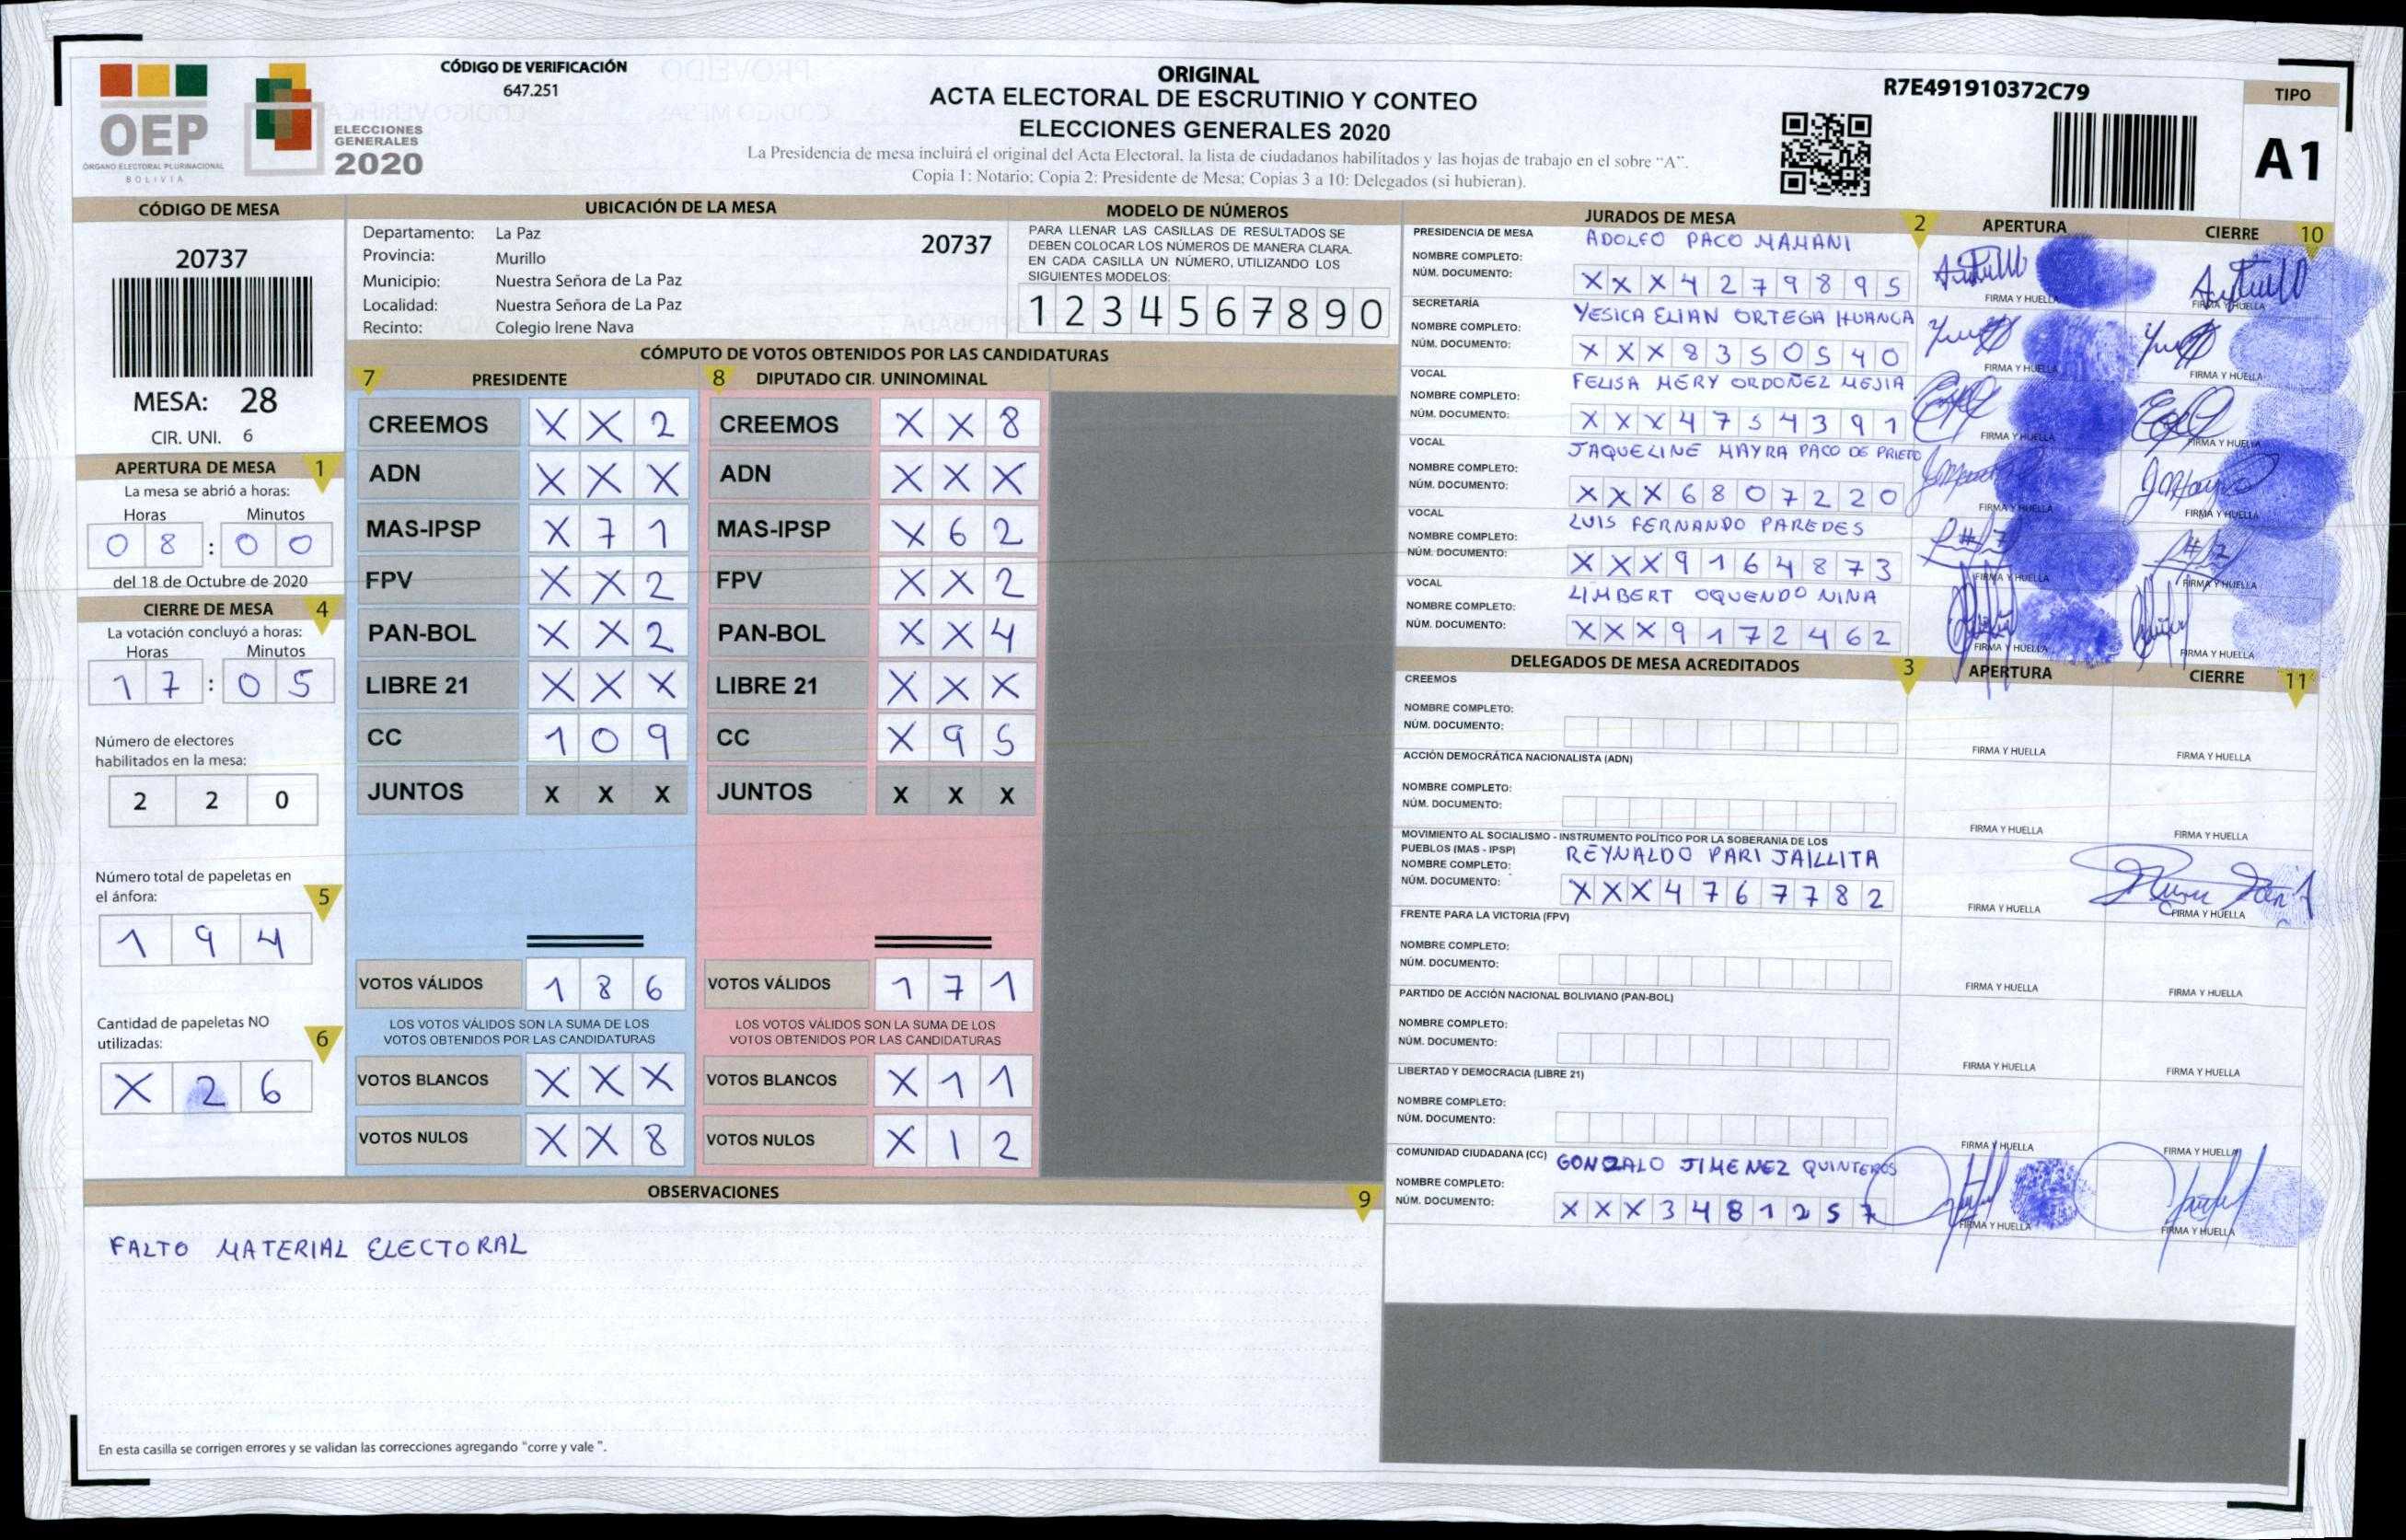 CÓDIGO DE VERIFICACIÓN
647.251
ORIGINAL
ACTA ELECTORAL DE ESCRUTINIO Y CONTEO
ELECCIONES GENERALES 2020
La Presidencia de mesa incluirá el original del Acta Electoral, la lista de ciudadanos habilitados y las hojas de trabajo en el sobre "A".
Copia 1: Notario; Copia 2: Presidente de Mesa; Copias 3 a 10: Delegados (si hubieran).
R7E491910372C79
TIPO
A1
OEP
ÓRGANO ELECTORAL PLURINACIONAL
BOLIVIA
ELECCIONES
GENERALES
2020
CÓDIGO DE MESA
20737
MESA: 28
CIR. UNI. 6
UBICACIÓN DE LA MESA
Departamento: La Paz
20737
Provincia: Murillo
Municipio: Nuestra Señora de La Paz
Localidad: Nuestra Señora de La Paz
Recinto: Colegio Irene Nava
MODELO DE NÚMEROS
PARA LLENAR LAS CASILLAS DE RESULTADOS SE
DEBEN COLOCAR LOS NÚMEROS DE MANERA CLARA.
EN CADA CASILLA UN NÚMERO, UTILIZANDO LOS
SIGUIENTES MODELOS:
1 2 3 4 5 6 7 8 9 0
APERTURA DE MESA 1
La mesa se abrió a horas:
Horas Minutos
0 8 : 0 0
del 18 de Octubre de 2020
CIERRE DE MESA 4
La votación concluyó a horas:
Horas Minutos
1 7 : 0 5
Número de electores
habilitados en la mesa:
2 2 0
Número total de papeletas en
el ánfora: 5
1 9 4
Cantidad de papeletas NO
utilizadas: 6
X 2 6
CÓMPUTO DE VOTOS OBTENIDOS POR LAS CANDIDATURAS
7 PRESIDENTE
CREEMOS X X 2
ADN X X X
MAS-IPSP X 7 1
FPV X X 2
PAN-BOL X X 2
LIBRE 21 X X X
CC 1 0 9
JUNTOS X X X
VOTOS VÁLIDOS 1 8 6
LOS VOTOS VÁLIDOS SON LA SUMA DE LOS
VOTOS OBTENIDOS POR LAS CANDIDATURAS
VOTOS BLANCOS X X X
VOTOS NULOS X X 8
8 DIPUTADO CIR. UNINOMINAL
CREEMOS X X 8
ADN X X X
MAS-IPSP X 6 2
FPV X X 2
PAN-BOL X X 4
LIBRE 21 X X X
CC X 9 5
JUNTOS X X X
VOTOS VÁLIDOS 1 7 1
LOS VOTOS VÁLIDOS SON LA SUMA DE LOS
VOTOS OBTENIDOS POR LAS CANDIDATURAS
VOTOS BLANCOS X 1 1
VOTOS NULOS X 1 2
OBSERVACIONES 9
FALTO MATERIAL ELECTORAL
En esta casilla se corrigen errores y se validan las correcciones agregando "corre y vale ".
JURADOS DE MESA 2 APERTURA CIERRE 10
PRESIDENCIA DE MESA
NOMBRE COMPLETO: ADOLFO PACO MAMANI
NÚM. DOCUMENTO: X X X 4 2 7 9 8 9 5
FIRMA Y HUELLA FIRMA Y HUELLA
SECRETARÍA
NOMBRE COMPLETO: YESICA ELIAN ORTEGA HUANCA
NÚM. DOCUMENTO: X X X 8 3 5 0 5 4 0
FIRMA Y HUELLA FIRMA Y HUELLA
VOCAL
NOMBRE COMPLETO: FELISA MERY ORDOÑEZ MEJIA
NÚM. DOCUMENTO: X X X 4 7 5 4 3 9 1
FIRMA Y HUELLA FIRMA Y HUELLA
VOCAL
NOMBRE COMPLETO: JAQUELINE MAYRA PACO DE PRIETO
NÚM. DOCUMENTO: X X X 6 8 0 7 2 2 0
FIRMA Y HUELLA FIRMA Y HUELLA
VOCAL
NOMBRE COMPLETO: LUIS FERNANDO PAREDES
NÚM. DOCUMENTO: X X X 9 1 6 4 8 7 3
FIRMA Y HUELLA FIRMA Y HUELLA
VOCAL
NOMBRE COMPLETO: LIMBERT OQUENDO NINA
NÚM. DOCUMENTO: X X X 9 1 7 2 4 6 2
FIRMA Y HUELLA FIRMA Y HUELLA
DELEGADOS DE MESA ACREDITADOS 3 APERTURA CIERRE 11
CREEMOS
NOMBRE COMPLETO:
NÚM. DOCUMENTO:
FIRMA Y HUELLA FIRMA Y HUELLA
ACCIÓN DEMOCRÁTICA NACIONALISTA (ADN)
NOMBRE COMPLETO:
NÚM. DOCUMENTO:
FIRMA Y HUELLA FIRMA Y HUELLA
MOVIMIENTO AL SOCIALISMO - INSTRUMENTO POLÍTICO POR LA SOBERANIA DE LOS
PUEBLOS (MAS - IPSP)
NOMBRE COMPLETO: REYNALDO PARI JAILLITA
NÚM. DOCUMENTO: X X X 4 7 6 7 7 8 2
FIRMA Y HUELLA FIRMA Y HUELLA
FRENTE PARA LA VICTORIA (FPV)
NOMBRE COMPLETO:
NÚM. DOCUMENTO:
FIRMA Y HUELLA FIRMA Y HUELLA
PARTIDO DE ACCIÓN NACIONAL BOLIVIANO (PAN-BOL)
NOMBRE COMPLETO:
NÚM. DOCUMENTO:
FIRMA Y HUELLA FIRMA Y HUELLA
LIBERTAD Y DEMOCRACIA (LIBRE 21)
NOMBRE COMPLETO:
NÚM. DOCUMENTO:
FIRMA Y HUELLA FIRMA Y HUELLA
COMUNIDAD CIUDADANA (CC)
NOMBRE COMPLETO: GONZALO JIMENEZ QUINTEROS
NÚM. DOCUMENTO: X X X 3 4 8 1 2 5 7
FIRMA Y HUELLA FIRMA Y HUELLA